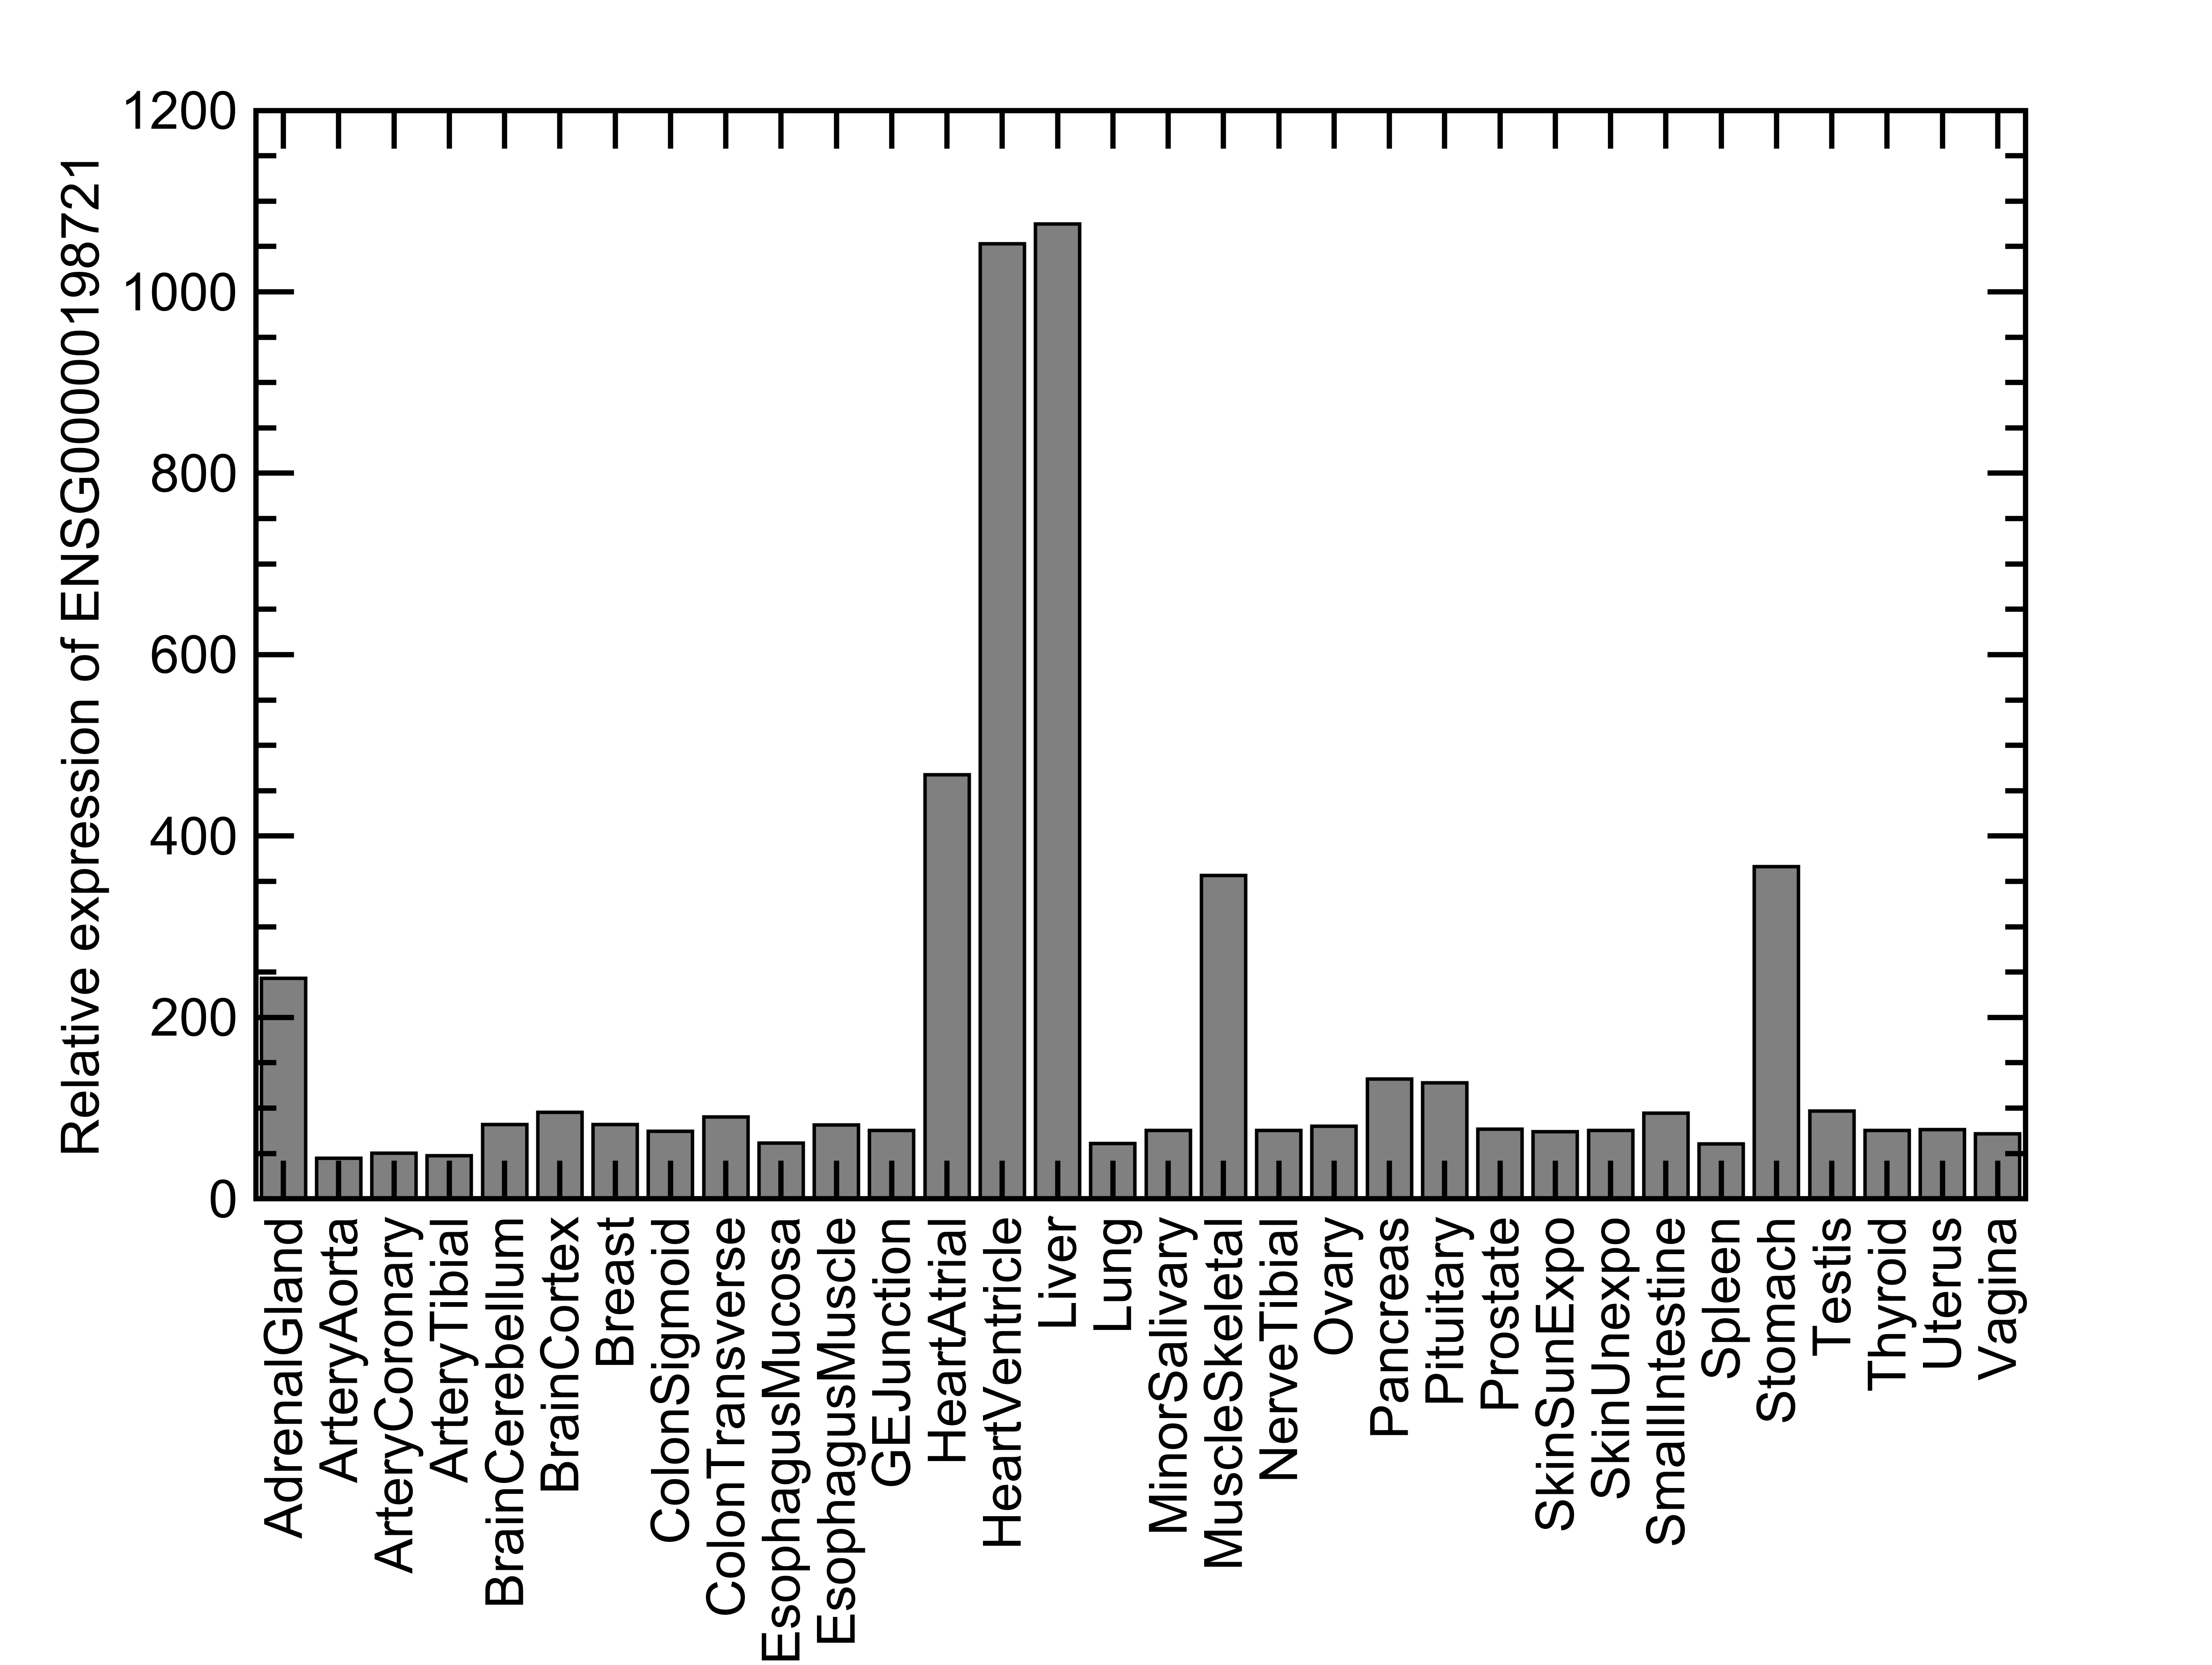 Relative expression of ENSG00000198721
1200
1000
800
600
400
200
0
AdrenalGland
ArteryAorta
ArteryCoronary
ArteryTibial
BrainCerebellum
BrainCortex
Breast
ColonSigmoid
ColonTransverse
EsophagusMucosa
EsophagusMuscle
GEJunction
HeartAtrial
HeartVentricle
Liver
Lung
MinorSalivary
MuscleSkeletal
NerveTibial
Ovary
Pancreas
Pituitary
Prostate
SkinSunExpo
SkinUnexpo
SmallIntestine
Spleen
Stomach
Testis
Thyroid
Uterus
Vagina